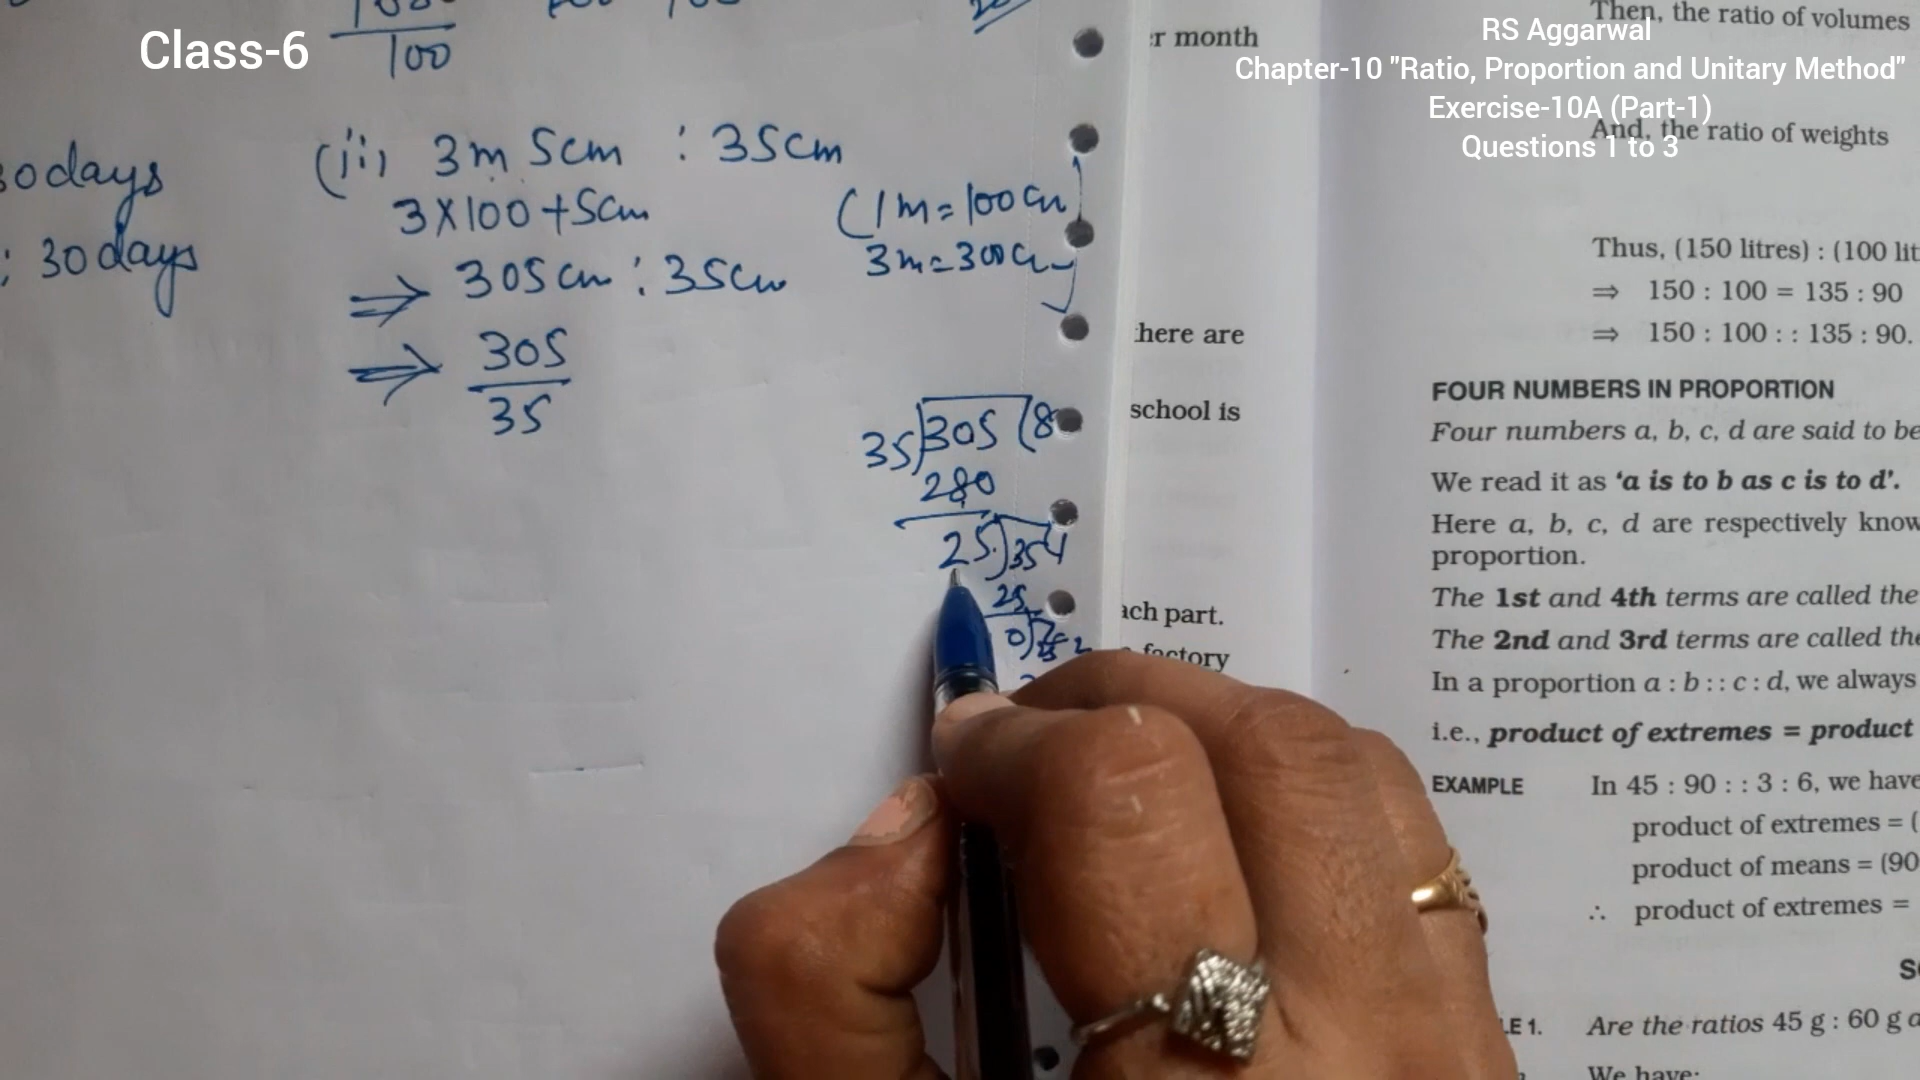 Class-6
RS Aggarwal
Chapter-10 "Ratio, Proportion and Unitary Method"
Exercise-10A (Part-1)
Questions 1 to 3
100
30 days
: 30 days
(ii) 3m 5cm : 35cm
3×100+5cm
(1m=100cm
3m=300cm
⇒ 305cm : 35cm
⇒ 305
35
35)305(8
280
25)35(1
25
month
here are
school is
ach part.
factory
Then, the ratio of volumes
And, the ratio of weights
Thus, (150 litres) : (100 lit
⇒ 150 : 100 = 135 : 90
⇒ 150 : 100 : : 135 : 90.
FOUR NUMBERS IN PROPORTION
Four numbers a, b, c, d are said to be
We read it as ‘a is to b as c is to d’.
Here a, b, c, d are respectively know
proportion.
The 1st and 4th terms are called the
The 2nd and 3rd terms are called the
In a proportion a : b : : c : d, we always
i.e., product of extremes = product
EXAMPLE In 45 : 90 : : 3 : 6, we have
product of extremes = (
product of means = (90
∴ product of extremes =
LE 1. Are the ratios 45 g : 60 g a
We have: